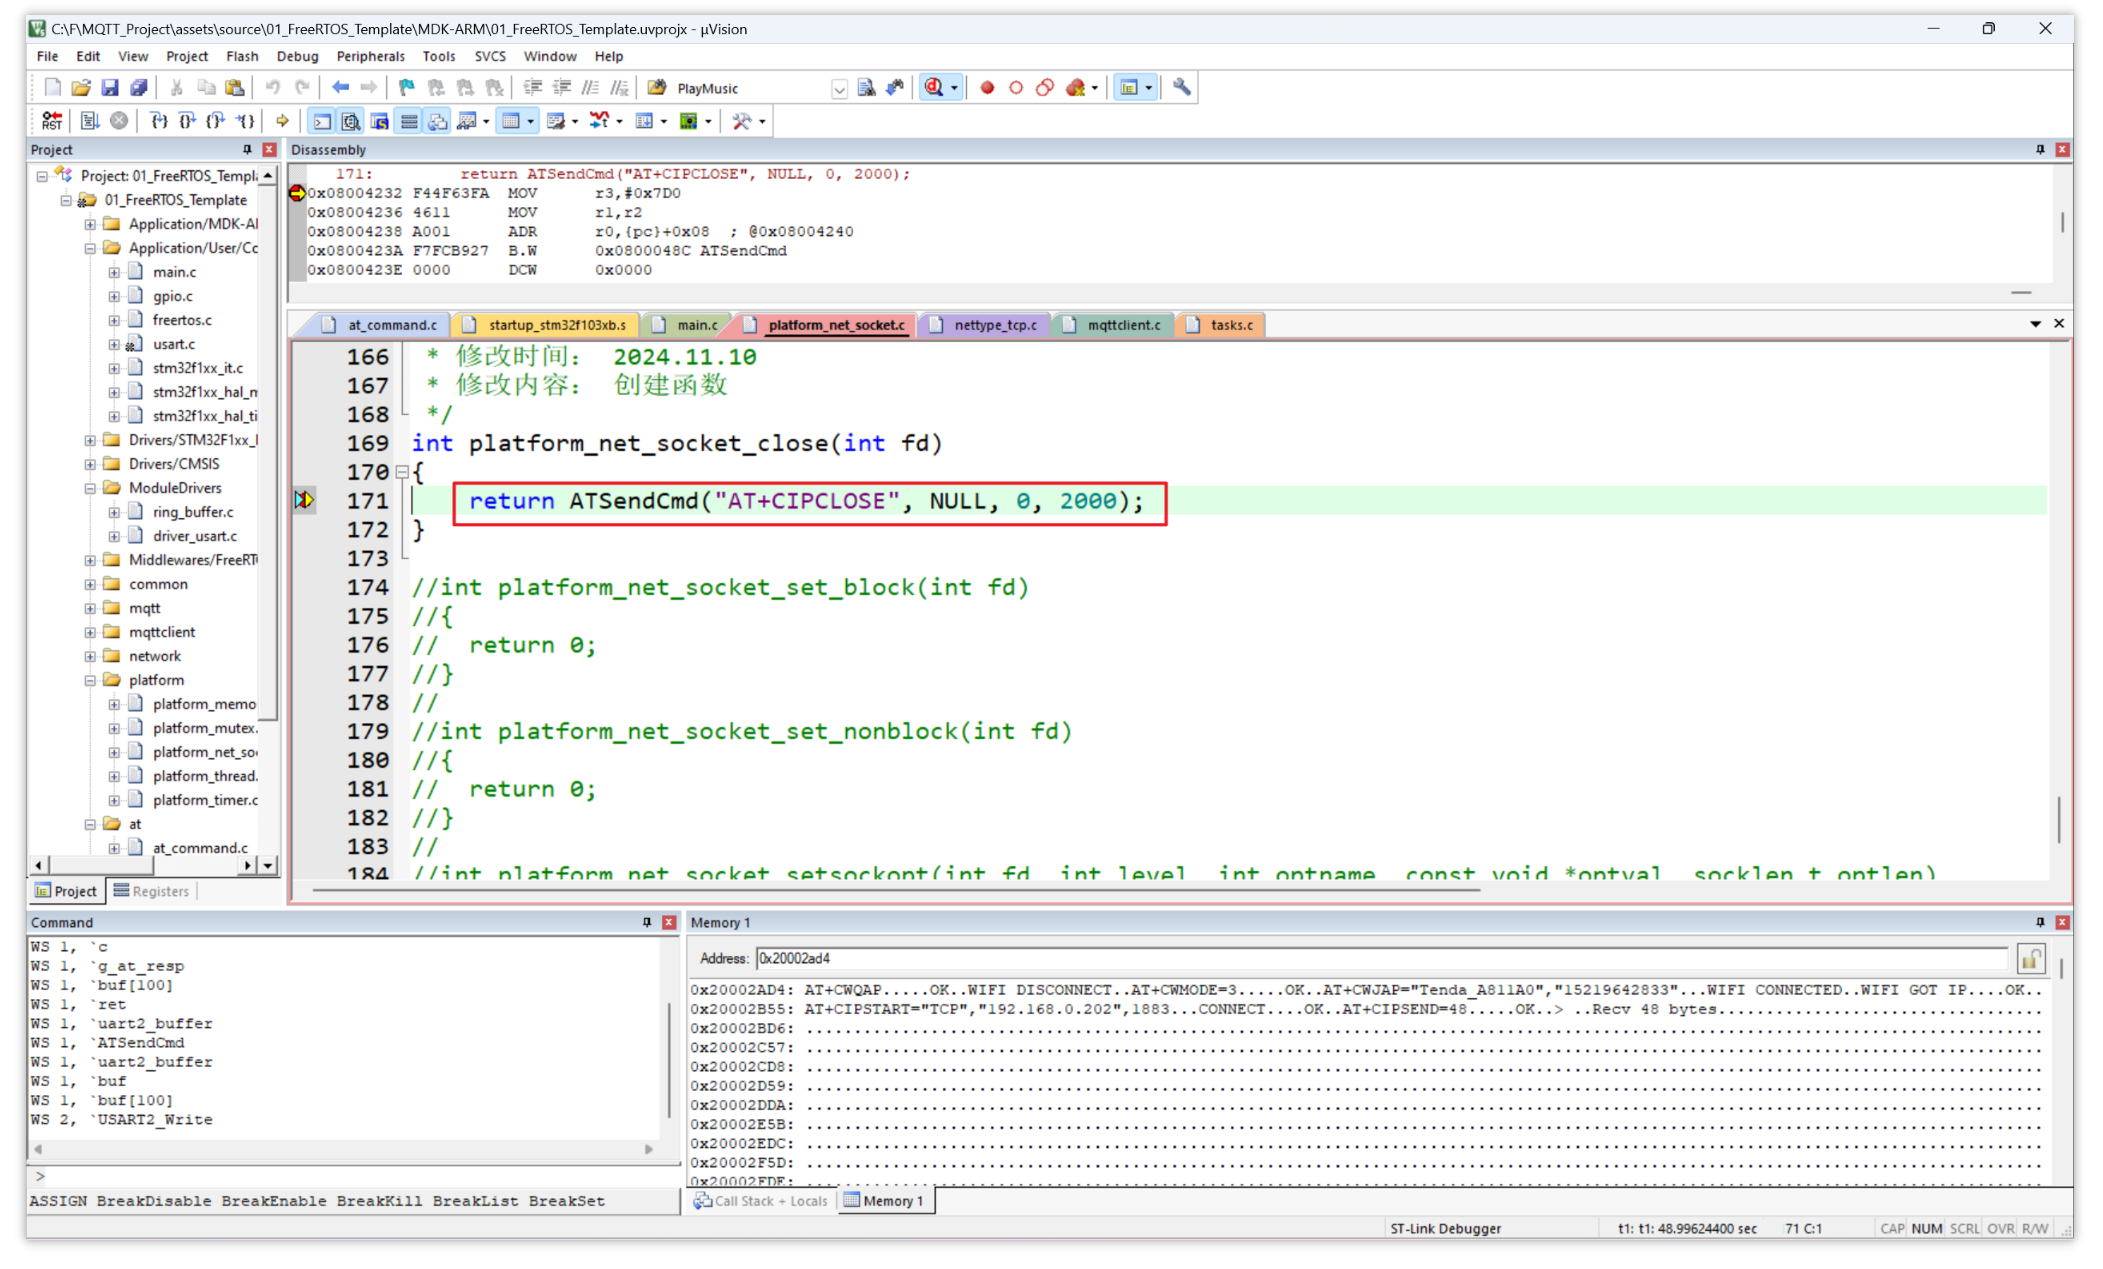 C:\F\MQTT_Project\assets\source\01_FreeRTOS_Template\MDK-ARM\01_FreeRTOS_Template.uvprojx - µVision
File Edit View Project Flash Debug Peripherals Tools SVCS Window Help
PlayMusic
RST
Project
Project: 01_FreeRTOS_Templa
01_FreeRTOS_Template
Application/MDK-AI
Application/User/Cc
main.c
gpio.c
freertos.c
usart.c
stm32f1xx_it.c
stm32f1xx_hal_m
stm32f1xx_hal_ti
Drivers/STM32F1xx_l
Drivers/CMSIS
ModuleDrivers
ring_buffer.c
driver_usart.c
Middlewares/FreeRT
common
mqtt
mqttclient
network
platform
platform_memo
platform_mutex.
platform_net_so
platform_thread.
platform_timer.c
at
at_command.c
Project Registers
Disassembly
171: return ATSendCmd("AT+CIPCLOSE", NULL, 0, 2000);
0x08004232 F44F63FA MOV r3,#0x7D0
0x08004236 4611 MOV r1,r2
0x08004238 A001 ADR r0,{pc}+0x08 ; @0x08004240
0x0800423A F7FCB927 B.W 0x0800048C ATSendCmd
0x0800423E 0000 DCW 0x0000
at_command.c startup_stm32f103xb.s main.c platform_net_socket.c nettype_tcp.c mqttclient.c tasks.c
166 * 修改时间： 2024.11.10
167 * 修改内容： 创建函数
168 */
169 int platform_net_socket_close(int fd)
170 {
171 return ATSendCmd("AT+CIPCLOSE", NULL, 0, 2000);
172 }
173
174 //int platform_net_socket_set_block(int fd)
175 //{
176 // return 0;
177 //}
178 //
179 //int platform_net_socket_set_nonblock(int fd)
180 //{
181 // return 0;
182 //}
183 //
184 //int platform_net_socket_setsockopt(int fd, int level, int optname, const void *optval, socklen_t optlen)
Command
WS 1, `c
WS 1, `g_at_resp
WS 1, `buf[100]
WS 1, `ret
WS 1, `uart2_buffer
WS 1, `ATSendCmd
WS 1, `uart2_buffer
WS 1, `buf
WS 1, `buf[100]
WS 2, `USART2_Write
>
ASSIGN BreakDisable BreakEnable BreakKill BreakList BreakSet
Memory 1
Address: 0x20002ad4
0x20002AD4: AT+CWQAP.....OK..WIFI DISCONNECT..AT+CWMODE=3.....OK..AT+CWJAP="Tenda_A811A0","15219642833"...WIFI CONNECTED..WIFI GOT IP....OK..
0x20002B55: AT+CIPSTART="TCP","192.168.0.202",1883...CONNECT....OK..AT+CIPSEND=48.....OK..> ..Recv 48 bytes..................................
0x20002BD6: .................................................................................................................................
0x20002C57: .................................................................................................................................
0x20002CD8: .................................................................................................................................
0x20002D59: .................................................................................................................................
0x20002DDA: .................................................................................................................................
0x20002E5B: .................................................................................................................................
0x20002EDC: .................................................................................................................................
0x20002F5D: .................................................................................................................................
0x20002FDE: .................................................................................................................................
Call Stack + Locals Memory 1
ST-Link Debugger t1: t1: 48.99624400 sec 71 C:1 CAP NUM SCRL OVR R/W